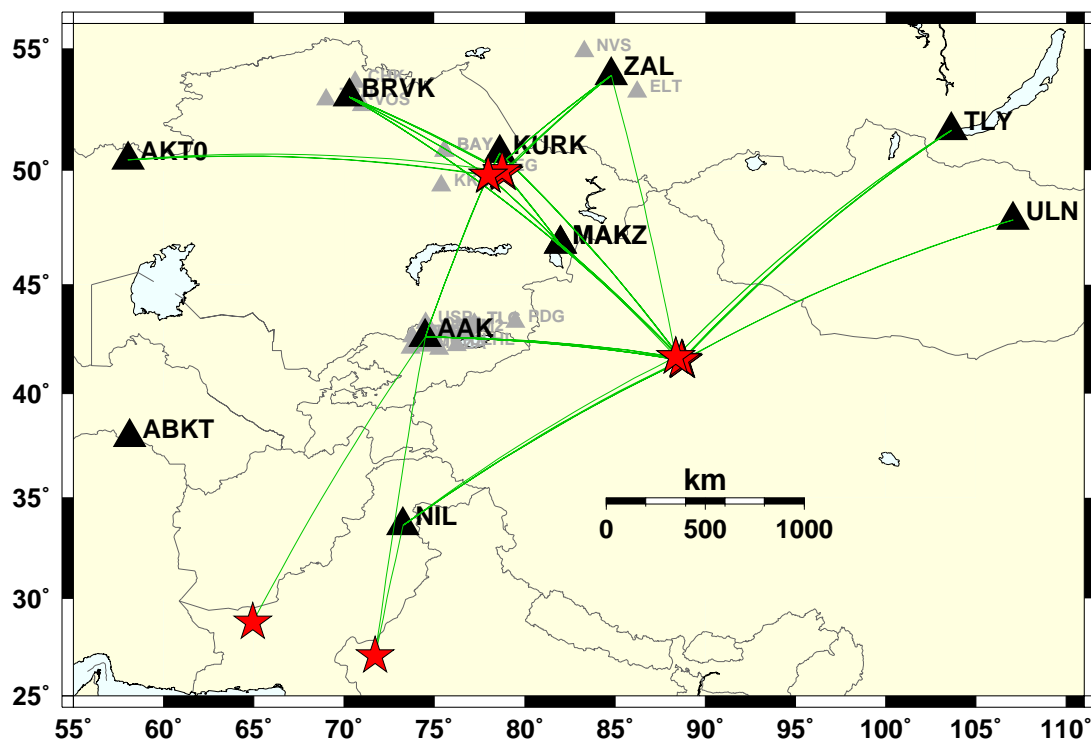 55°
NVS
ZAL
ELT
BRVK
VOS
TLY
AKT0
BAY
KURK
50°
ULN
MAKZ
45°
USP
PDG
AAK
40°
ABKT
km
35°
NIL
0 500 1000
30°
25°
55° 60° 65° 70° 75° 80° 85° 90° 95° 100° 105° 110°